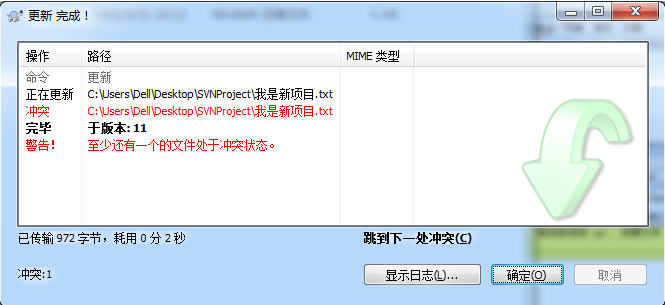 更新 完成！
操作 路径 MIME 类型
命令 更新
正在更新 C:\Users\Dell\Desktop\SVNProject\我是新项目.txt
冲突 C:\Users\Dell\Desktop\SVNProject\我是新项目.txt
完毕 于版本: 11
警告! 至少还有一个的文件处于冲突状态。
已传输 972 字节，耗用 0 分 2 秒 跳到下一处冲突(C)
冲突:1 显示日志(L)... 确定(O) 取消